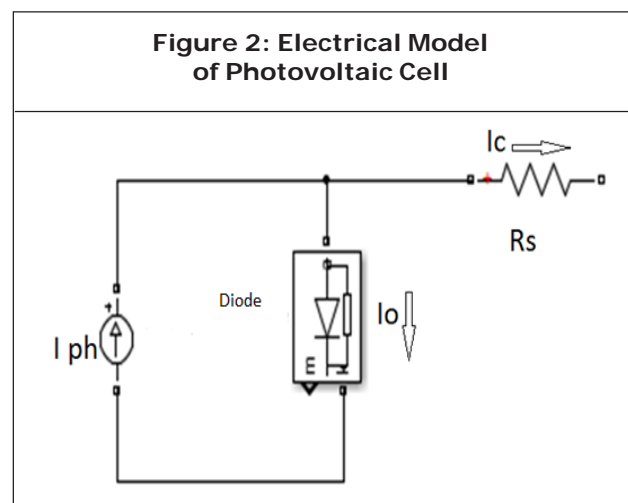 Figure 2: Electrical Model
of Photovoltaic Cell
Ic
Rs
Diode
Io
+
I ph
E